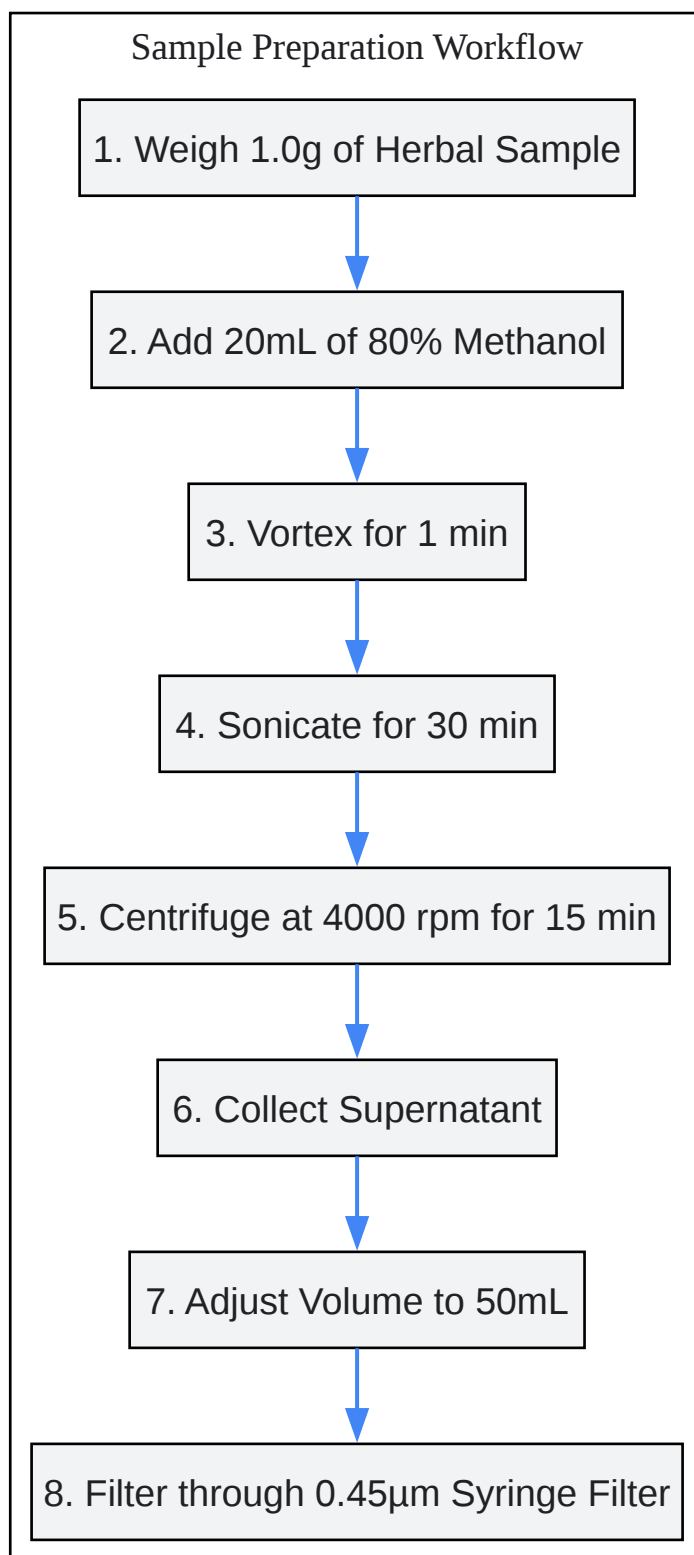 Sample Preparation Workflow
1. Weigh 1.0g of Herbal Sample
2. Add 20mL of 80% Methanol
3. Vortex for 1 min
4. Sonicate for 30 min
5. Centrifuge at 4000 rpm for 15 min
6. Collect Supernatant
7. Adjust Volume to 50mL
8. Filter through 0.45µm Syringe Filter